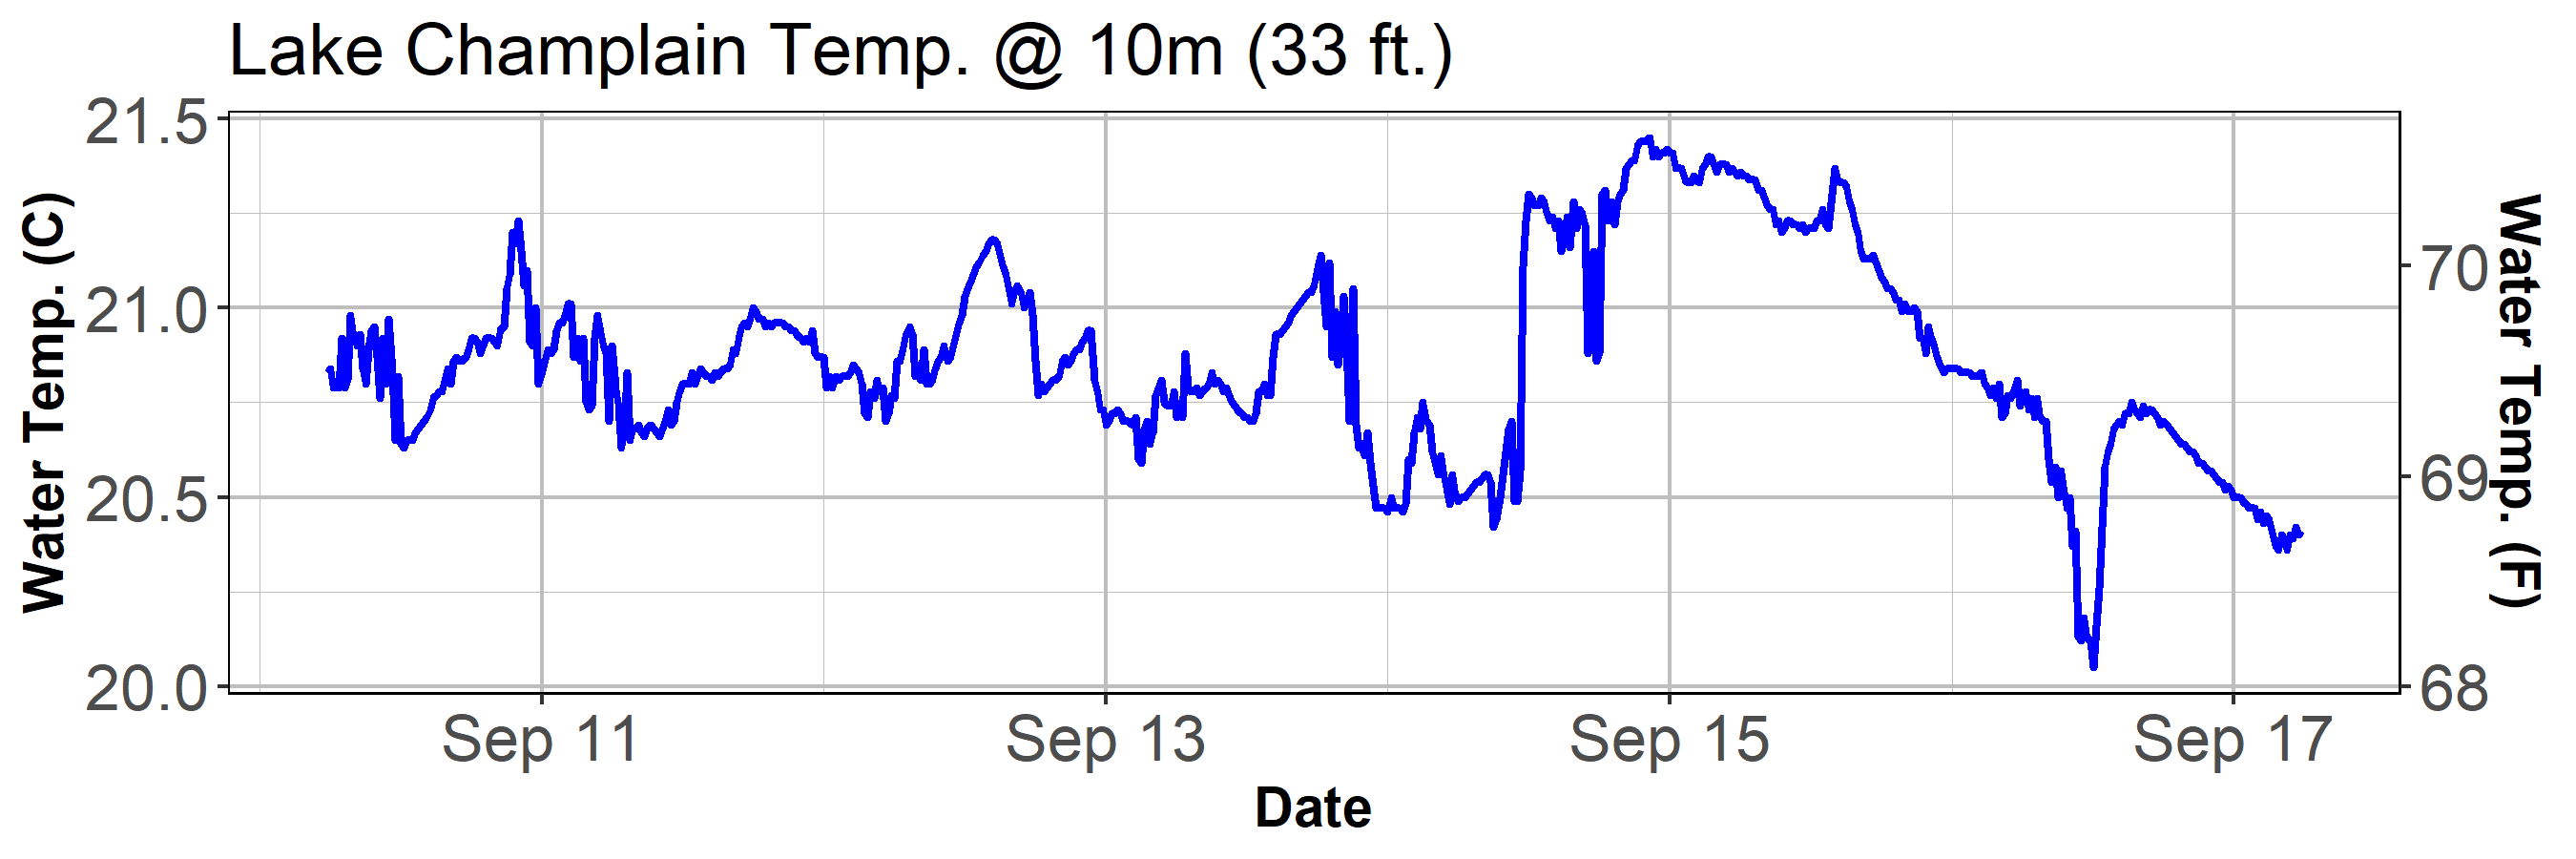 Lake Champlain Temp. @ 10m (33 ft.)
21.5
21.0
20.5
20.0
Water Temp. (C)
70
69
68
Water Temp. (F)
Sep 11
Sep 13
Sep 15
Sep 17
Date